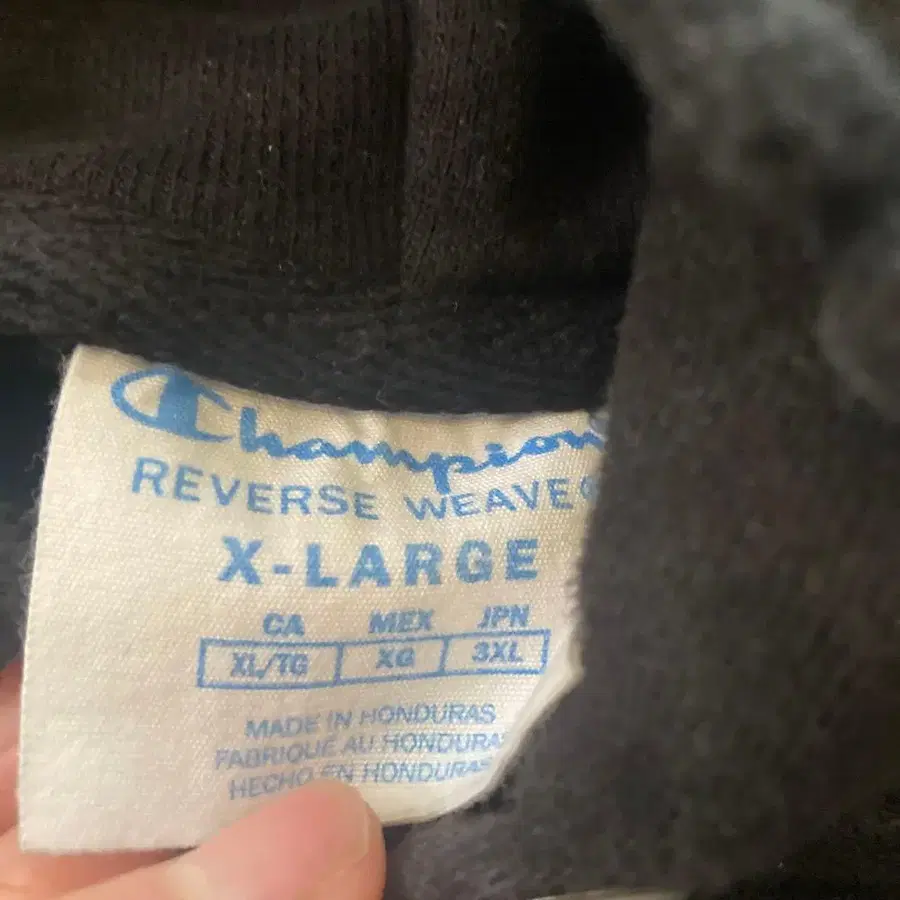 Champion
REVERSE WEAVE®
X-LARGE
CA MEX JPN
XL/TG XG 3XL
MADE IN HONDURAS
FABRIQUÉ AU HONDURAS
HECHO EN HONDURAS